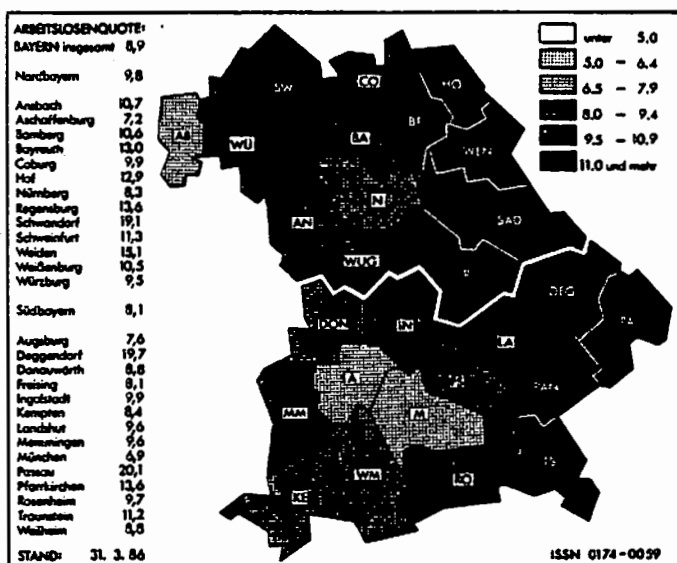 ARBEITSLOSENQUOTE:
BAYERN insgesamt 8,9
Nordbayern 9,8
Ansbach 10,7
Aschaffenburg 7,2
Bamberg 10,6
Bayreuth 13,0
Coburg 9,9
Hof 12,9
Nürnberg 8,3
Regensburg 13,6
Schwandorf 19,1
Schweinfurt 11,3
Weiden 15,1
Weißenburg 10,5
Würzburg 9,5
Südbayern 8,1
Augsburg 7,6
Deggendorf 19,7
Donauwörth 8,8
Freising 8,1
Ingolstadt 9,9
Kempten 8,4
Landshut 9,6
Memmingen 9,6
München 6,9
Passau 20,1
Pfarrkirchen 13,6
Rosenheim 9,7
Traunstein 11,2
Weilheim 8,8
STAND: 31. 3. 86
unter 5,0
5,0 - 6,4
6,5 - 7,9
8,0 - 9,4
9,5 - 10,9
11,0 und mehr
SW
CO
HO
AB
WÜ
BA
BT
WEN
N
AN
SAD
WUG
R
DEG
DON
IN
LA
PA
A
FS
PAN
MM
M
WM
RO
TS
KE
ISSN 0174-0059